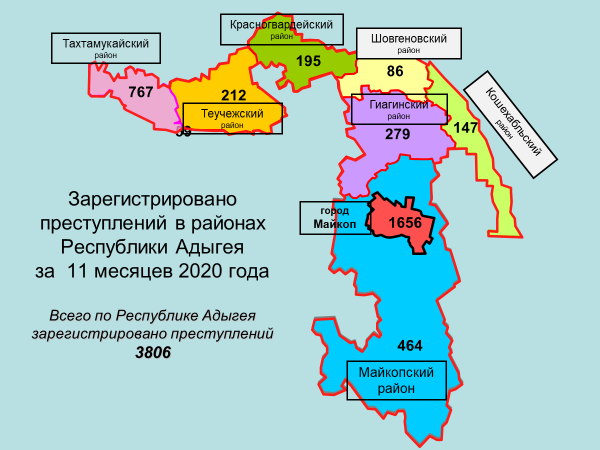 Красногвардейский
район
Тахтамукайский
район
Шовгеновский
район
195
86
767
212
Кошехабльский
район
Теучежский
район
Гиагинский
район
147
279
Зарегистрировано
преступлений в районах
Республики Адыгея
за 11 месяцев 2020 года
город
Майкоп
1656
Всего по Республике Адыгея
зарегистрировано преступлений
3806
464
Майкопский
район